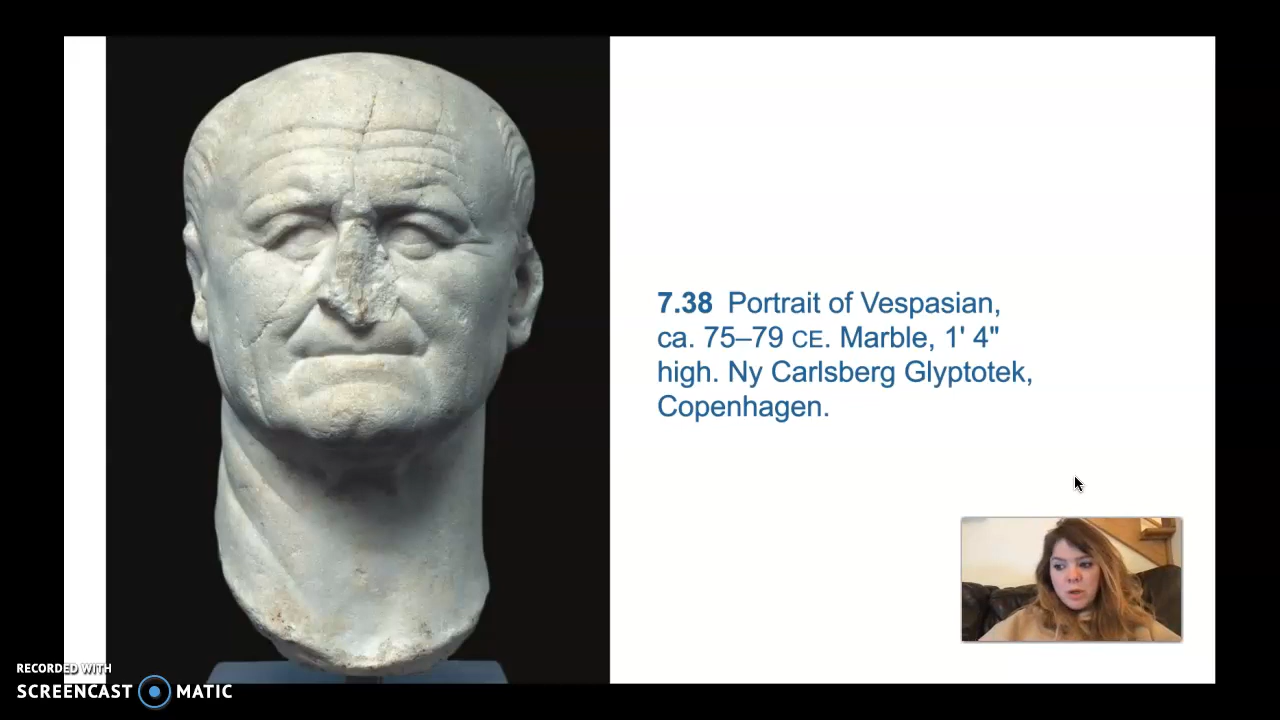 7.38 Portrait of Vespasian,
ca. 75–79 CE. Marble, 1' 4"
high. Ny Carlsberg Glyptotek,
Copenhagen.
RECORDED WITH
SCREENCAST MATIC